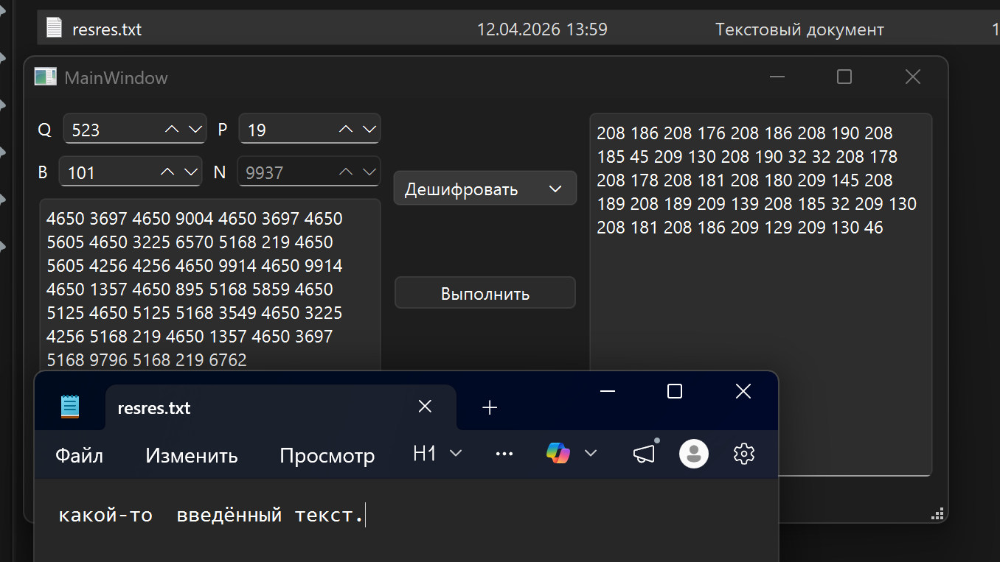 resres.txt 12.04.2026 13:59 Текстовый документ 1
MainWindow
Q 523 P 19
B 101 N 9937
Дешифровать
4650 3697 4650 9004 4650 3697 4650
5605 4650 3225 6570 5168 219 4650
5605 4256 4256 4650 9914 4650 9914
4650 1357 4650 895 5168 5859 4650
5125 4650 5125 5168 3549 4650 3225
4256 5168 219 4650 1357 4650 3697
5168 9796 5168 219 6762
Выполнить
208 186 208 176 208 186 208 190 208
185 45 209 130 208 190 32 32 208 178
208 178 208 181 208 180 209 145 208
189 208 189 209 139 208 185 32 209 130
208 181 208 186 209 129 209 130 46
resres.txt
Файл Изменить Просмотр H1
какой-то  введённый текст.